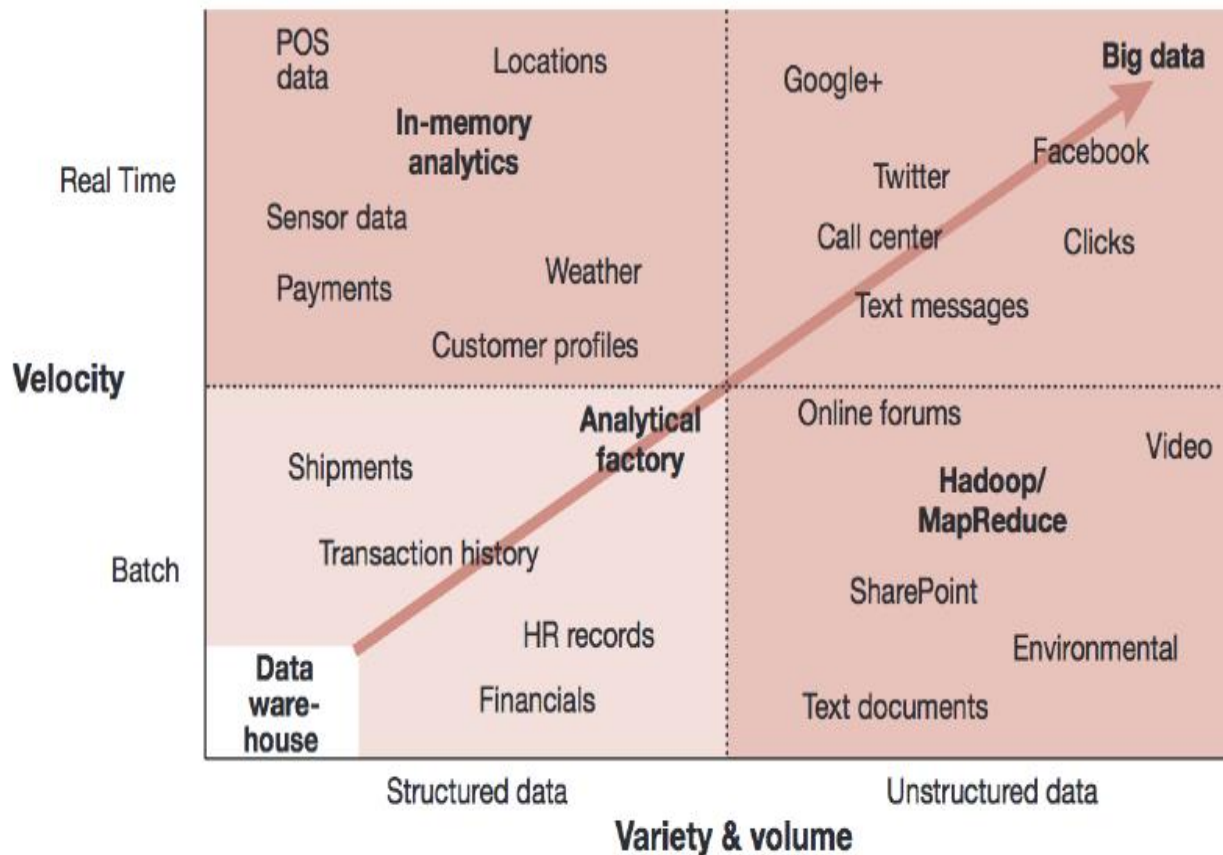 POS
data
Locations
Google+
Big data
In-memory
analytics
Facebook
Real Time
Twitter
Sensor data
Call center
Clicks
Weather
Payments
Text messages
Customer profiles
Velocity
Online forums
Analytical
factory
Video
Shipments
Hadoop/
MapReduce
Transaction history
Batch
SharePoint
HR records
Environmental
Data
ware-
house
Financials
Text documents
Structured data
Unstructured data
Variety & volume